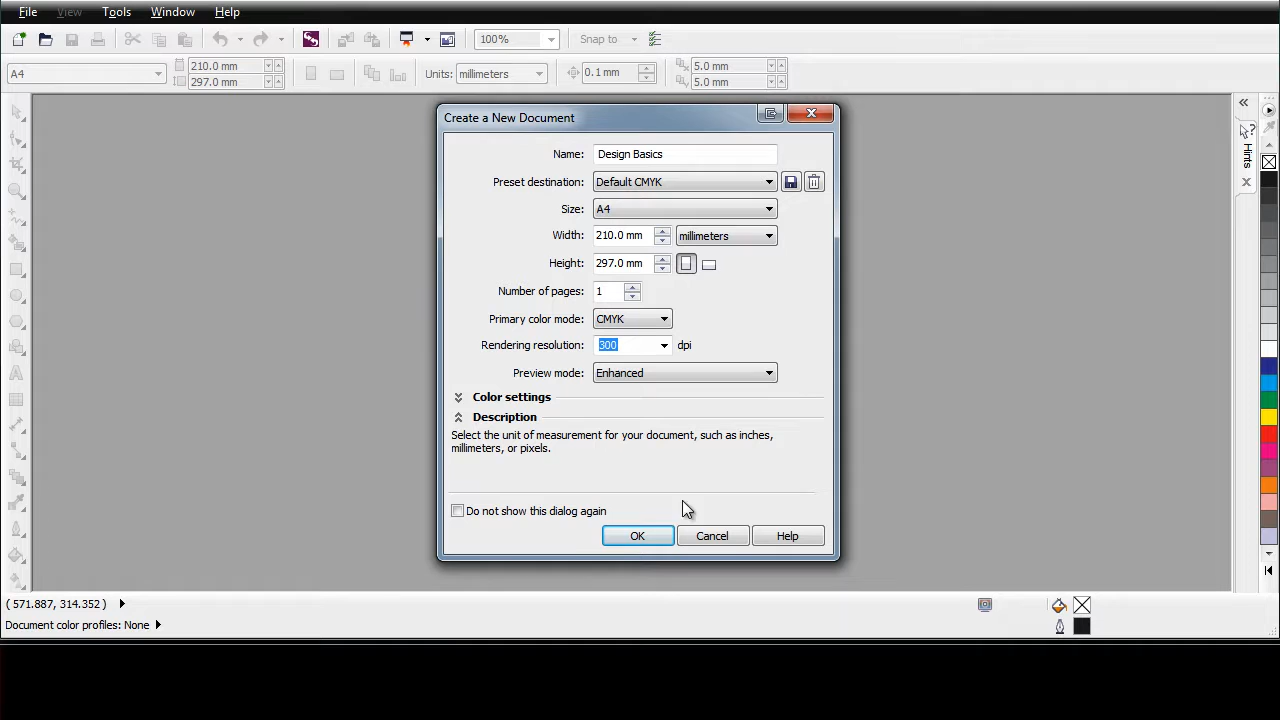 File View Tools Window Help
100% Snap to
A4 210.0 mm 297.0 mm Units: millimeters 0.1 mm 5.0 mm 5.0 mm
Create a New Document
Name: Design Basics
Preset destination: Default CMYK
Size: A4
Width: 210.0 mm millimeters
Height: 297.0 mm
Number of pages: 1
Primary color mode: CMYK
Rendering resolution: 300 dpi
Preview mode: Enhanced
Color settings
Description
Select the unit of measurement for your document, such as inches,
millimeters, or pixels.
Do not show this dialog again
OK Cancel Help
Hints
( 571.887, 314.352 )
Document color profiles: None